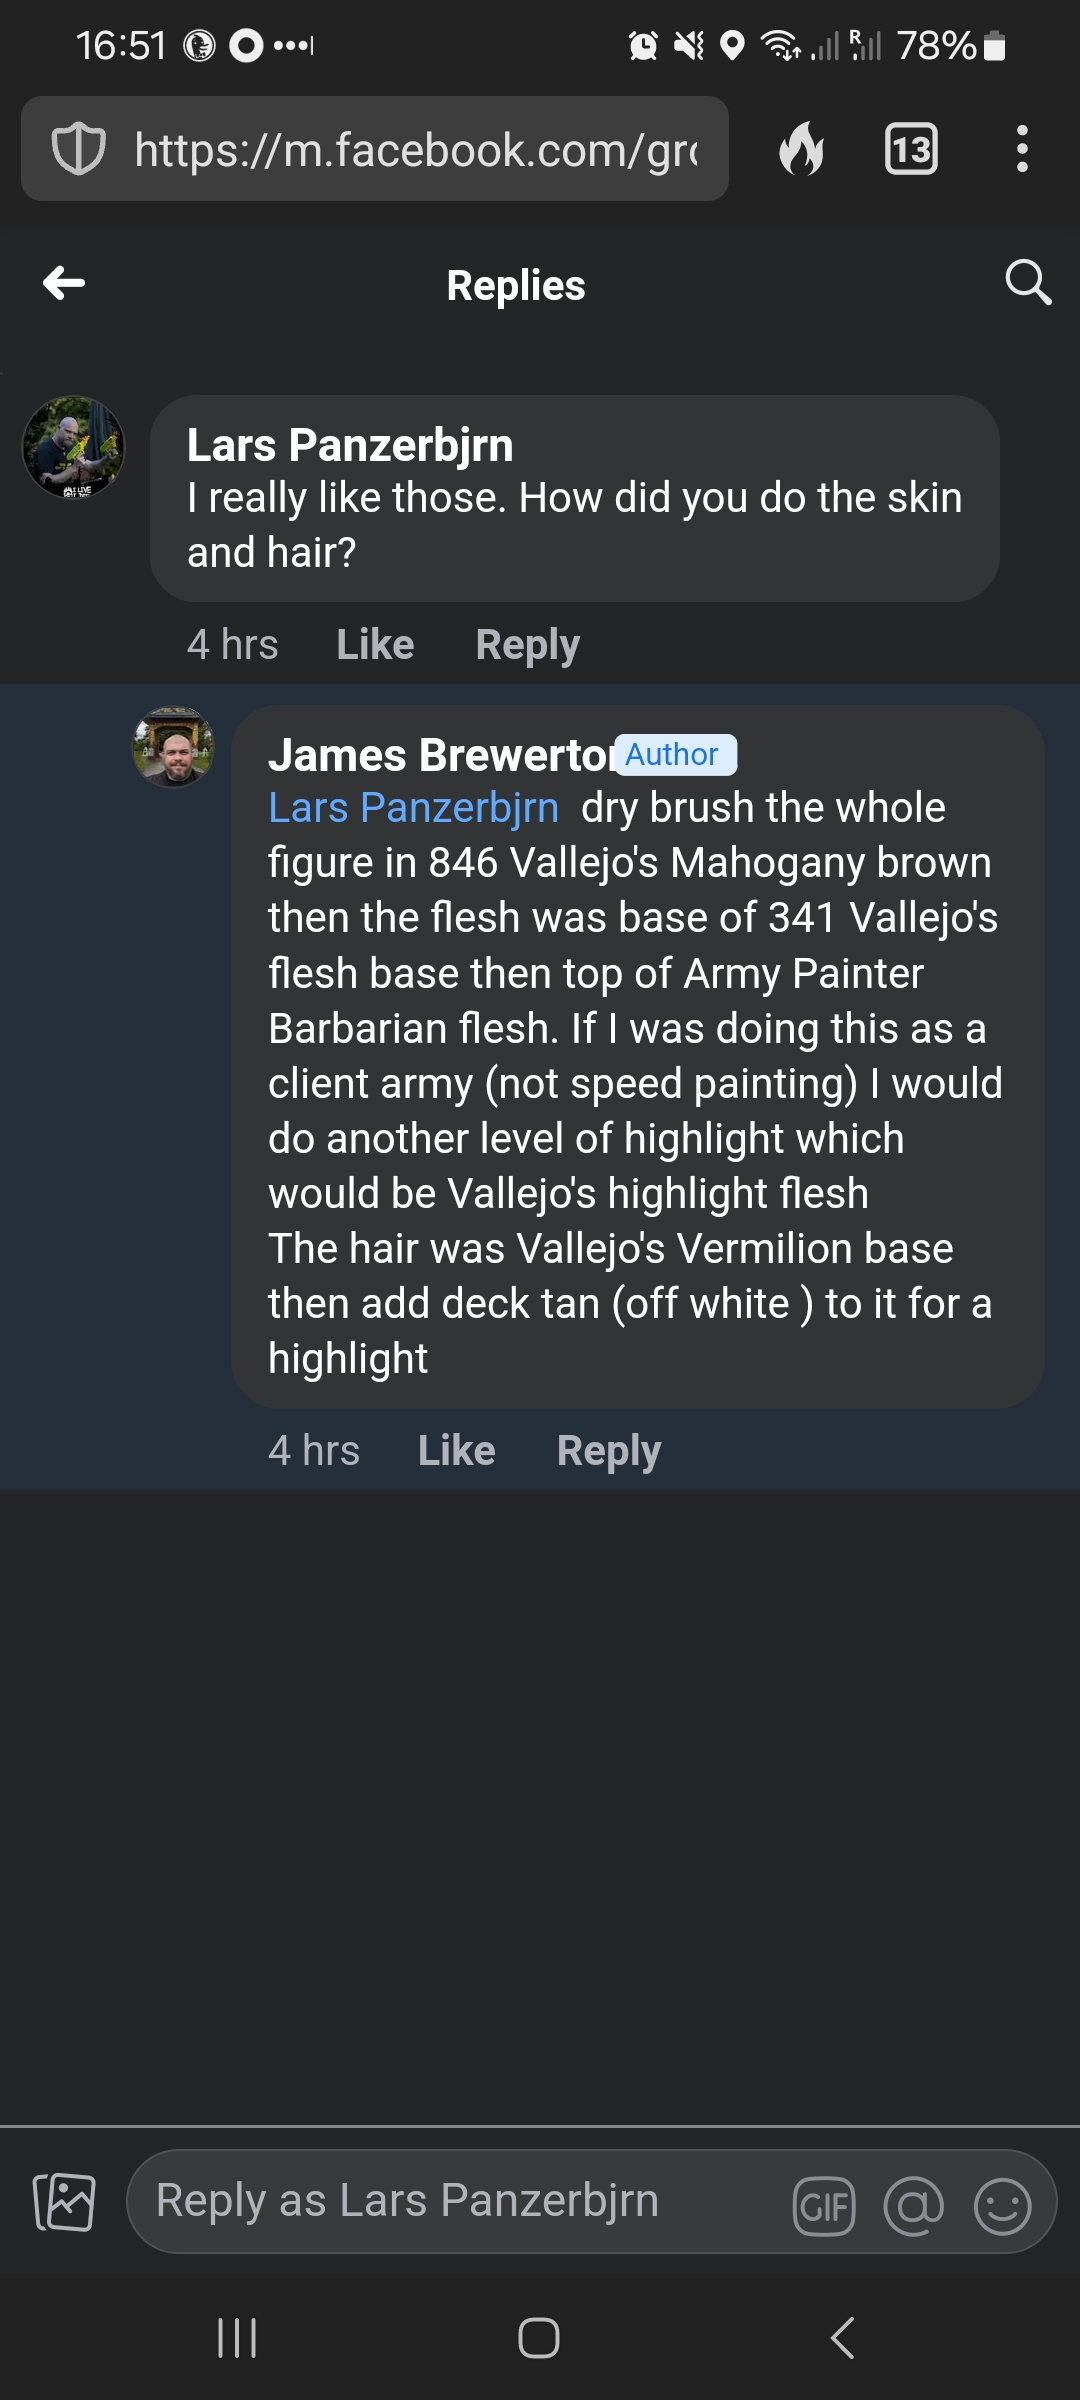 16:51
R
78%
https://m.facebook.com/gr
13
Replies
Lars Panzerbjrn
I really like those. How did you do the skin
and hair?
4 hrs Like Reply
James Brewerto Author
Lars Panzerbjrn dry brush the whole
figure in 846 Vallejo's Mahogany brown
then the flesh was base of 341 Vallejo's
flesh base then top of Army Painter
Barbarian flesh. If I was doing this as a
client army (not speed painting) I would
do another level of highlight which
would be Vallejo's highlight flesh
The hair was Vallejo's Vermilion base
then add deck tan (off white ) to it for a
highlight
4 hrs Like Reply
Reply as Lars Panzerbjrn
GIF @